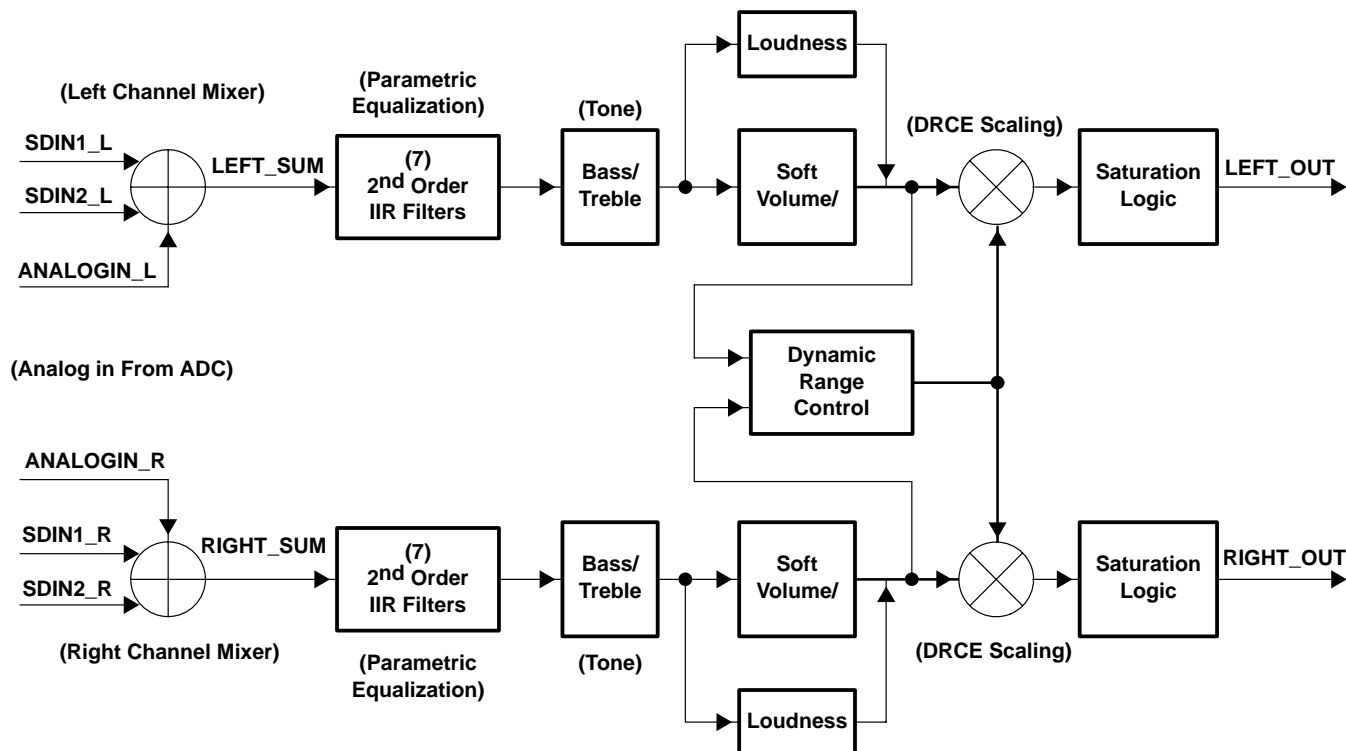 Loudness
(Left Channel Mixer)
(Parametric
Equalization)
(Tone)
(DRCE Scaling)
SDIN1_L
SDIN2_L
ANALOGIN_L
LEFT_SUM
(7)
2nd Order
IIR Filters
Bass/
Treble
Soft
Volume/
Saturation
Logic
LEFT_OUT
(Analog in From ADC)
Dynamic
Range
Control
ANALOGIN_R
SDIN1_R
SDIN2_R
RIGHT_SUM
(7)
2nd Order
IIR Filters
Bass/
Treble
Soft
Volume/
Saturation
Logic
RIGHT_OUT
(Right Channel Mixer)
(Parametric
Equalization)
(Tone)
(DRCE Scaling)
Loudness